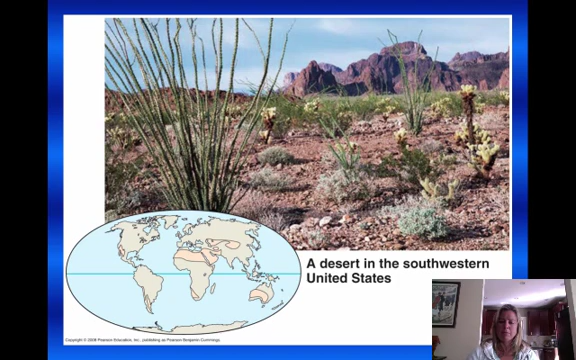 A desert in the southwestern
United States
Copyright © 2008 Pearson Education, Inc., publishing as Pearson Benjamin Cummings.